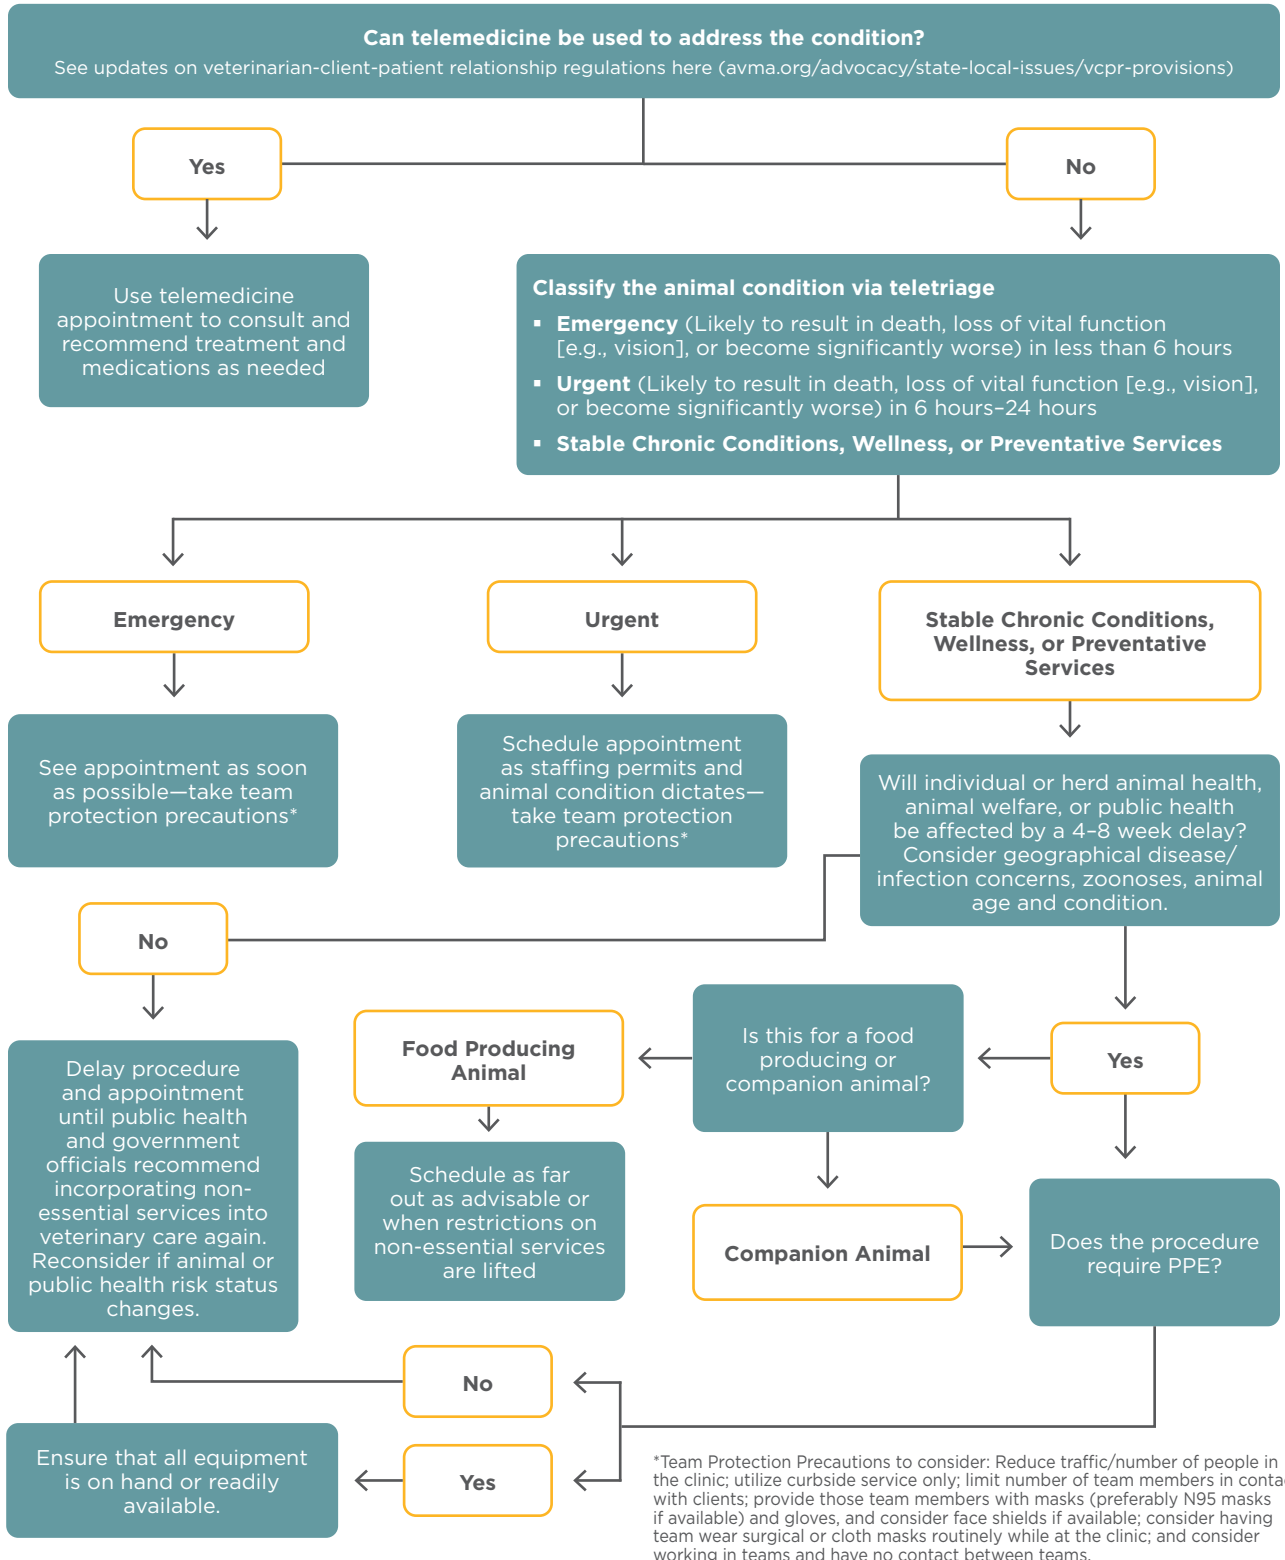 Can telemedicine be used to address the condition?
See updates on veterinarian-client-patient relationship regulations here (avma.org/advocacy/state-local-issues/vcpr-provisions)
Yes
No
Use telemedicine
appointment to consult and
recommend treatment and
medications as needed
Classify the animal condition via teletriage
▪ Emergency (Likely to result in death, loss of vital function
[e.g., vision], or become significantly worse) in less than 6 hours
▪ Urgent (Likely to result in death, loss of vital function [e.g., vision],
or become significantly worse) in 6 hours–24 hours
▪ Stable Chronic Conditions, Wellness, or Preventative Services
Emergency
Urgent
Stable Chronic Conditions,
Wellness, or Preventative
Services
See appointment as soon
as possible—take team
protection precautions*
Schedule appointment
as staffing permits and
animal condition dictates—
take team protection
precautions*
Will individual or herd animal health,
animal welfare, or public health
be affected by a 4–8 week delay?
Consider geographical disease/
infection concerns, zoonoses, animal
age and condition.
No
Delay procedure
and appointment
until public health
and government
officials recommend
incorporating non-
essential services into
veterinary care again.
Reconsider if animal or
public health risk status
changes.
Food Producing
Animal
Is this for a food
producing or
companion animal?
Yes
Schedule as far
out as advisable or
when restrictions on
non-essential services
are lifted
Companion Animal
Does the procedure
require PPE?
No
Ensure that all equipment
is on hand or readily
available.
Yes
*Team Protection Precautions to consider: Reduce traffic/number of people in
the clinic; utilize curbside service only; limit number of team members in
with clients; provide those team members with masks (preferably N95 masks
if available) and gloves, and consider face shields if available; consider having
team wear surgical or cloth masks routinely while at the clinic; and consider
working in teams and have no contact between teams.